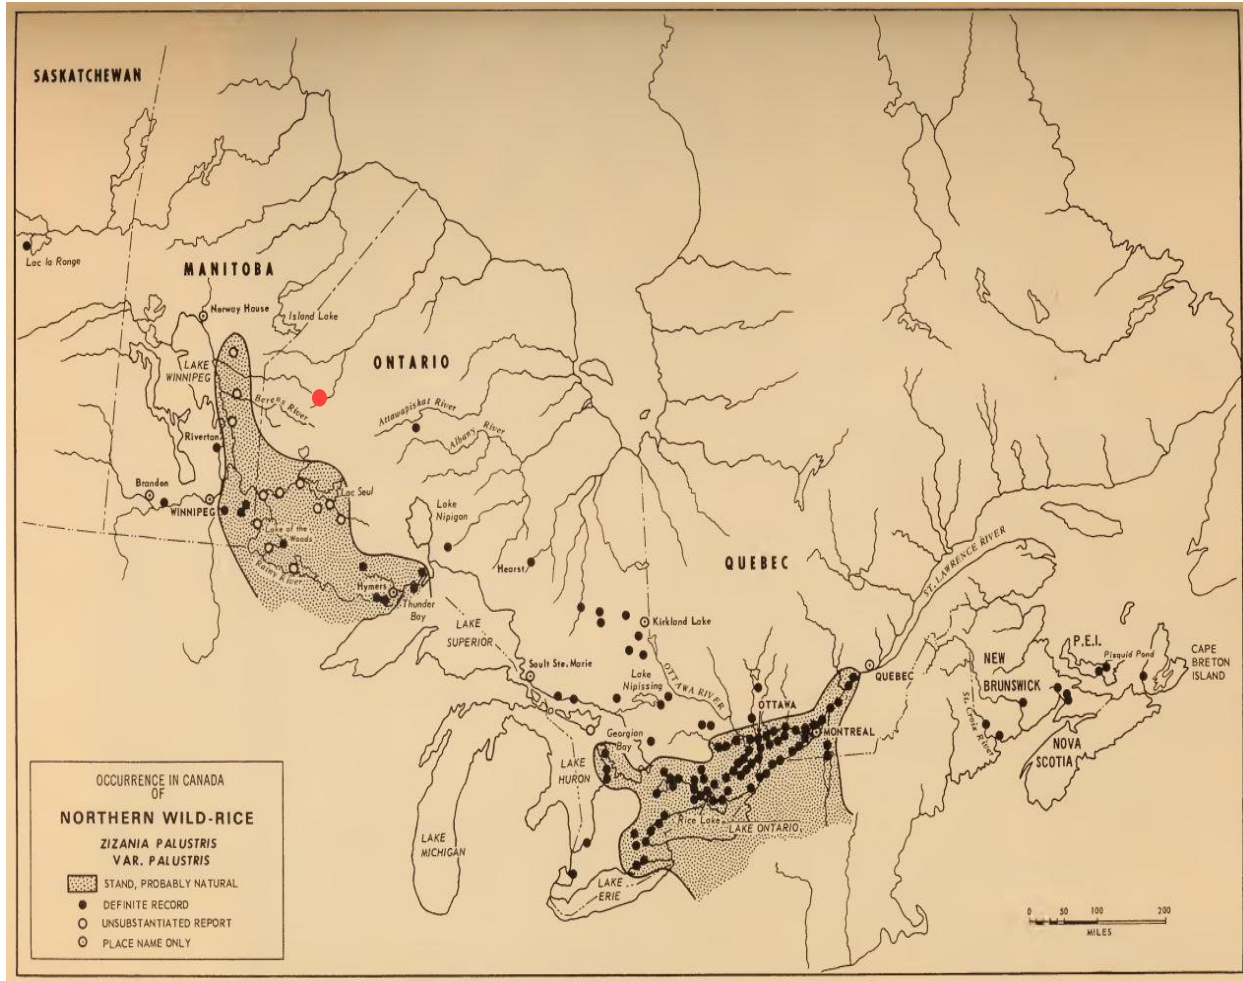 SASKATCHEWAN
Lac la Ronge
MANITOBA
Norway House
Island Lake
LAKE
WINNIPEG
ONTARIO
Berens River
Attawapiskat River
Albany River
Riverton
Brandon
WINNIPEG
Lac Seul
Lake of the
Woods
Rainy River
Lake
Nipigon
Hymers
Thunder
Bay
Hearst
QUEBEC
ST. LAWRENCE RIVER
LAKE
SUPERIOR
Kirkland Lake
Sault Ste. Marie
Lake
Nipissing
OTTAWA RIVER
OTTAWA
QUEBEC
MONTREAL
NEW
BRUNSWICK
St. Croix River
P.E.I.
Pisquid Pond
CAPE
BRETON
ISLAND
NOVA
SCOTIA
Georgian
Bay
LAKE
HURON
Rice Lake
LAKE ONTARIO
LAKE
MICHIGAN
LAKE
ERIE
OCCURRENCE IN CANADA
OF
NORTHERN WILD-RICE
ZIZANIA PALUSTRIS
VAR. PALUSTRIS
STAND, PROBABLY NATURAL
DEFINITE RECORD
UNSUBSTANTIATED REPORT
PLACE NAME ONLY
0 50 100 200
MILES